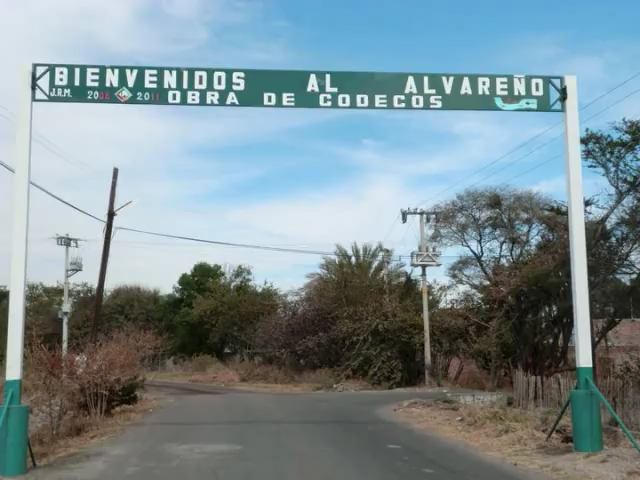 BIENVENIDOS AL ALVAREÑO
J.R.M. 2008 2011 OBRA DE CODECOS